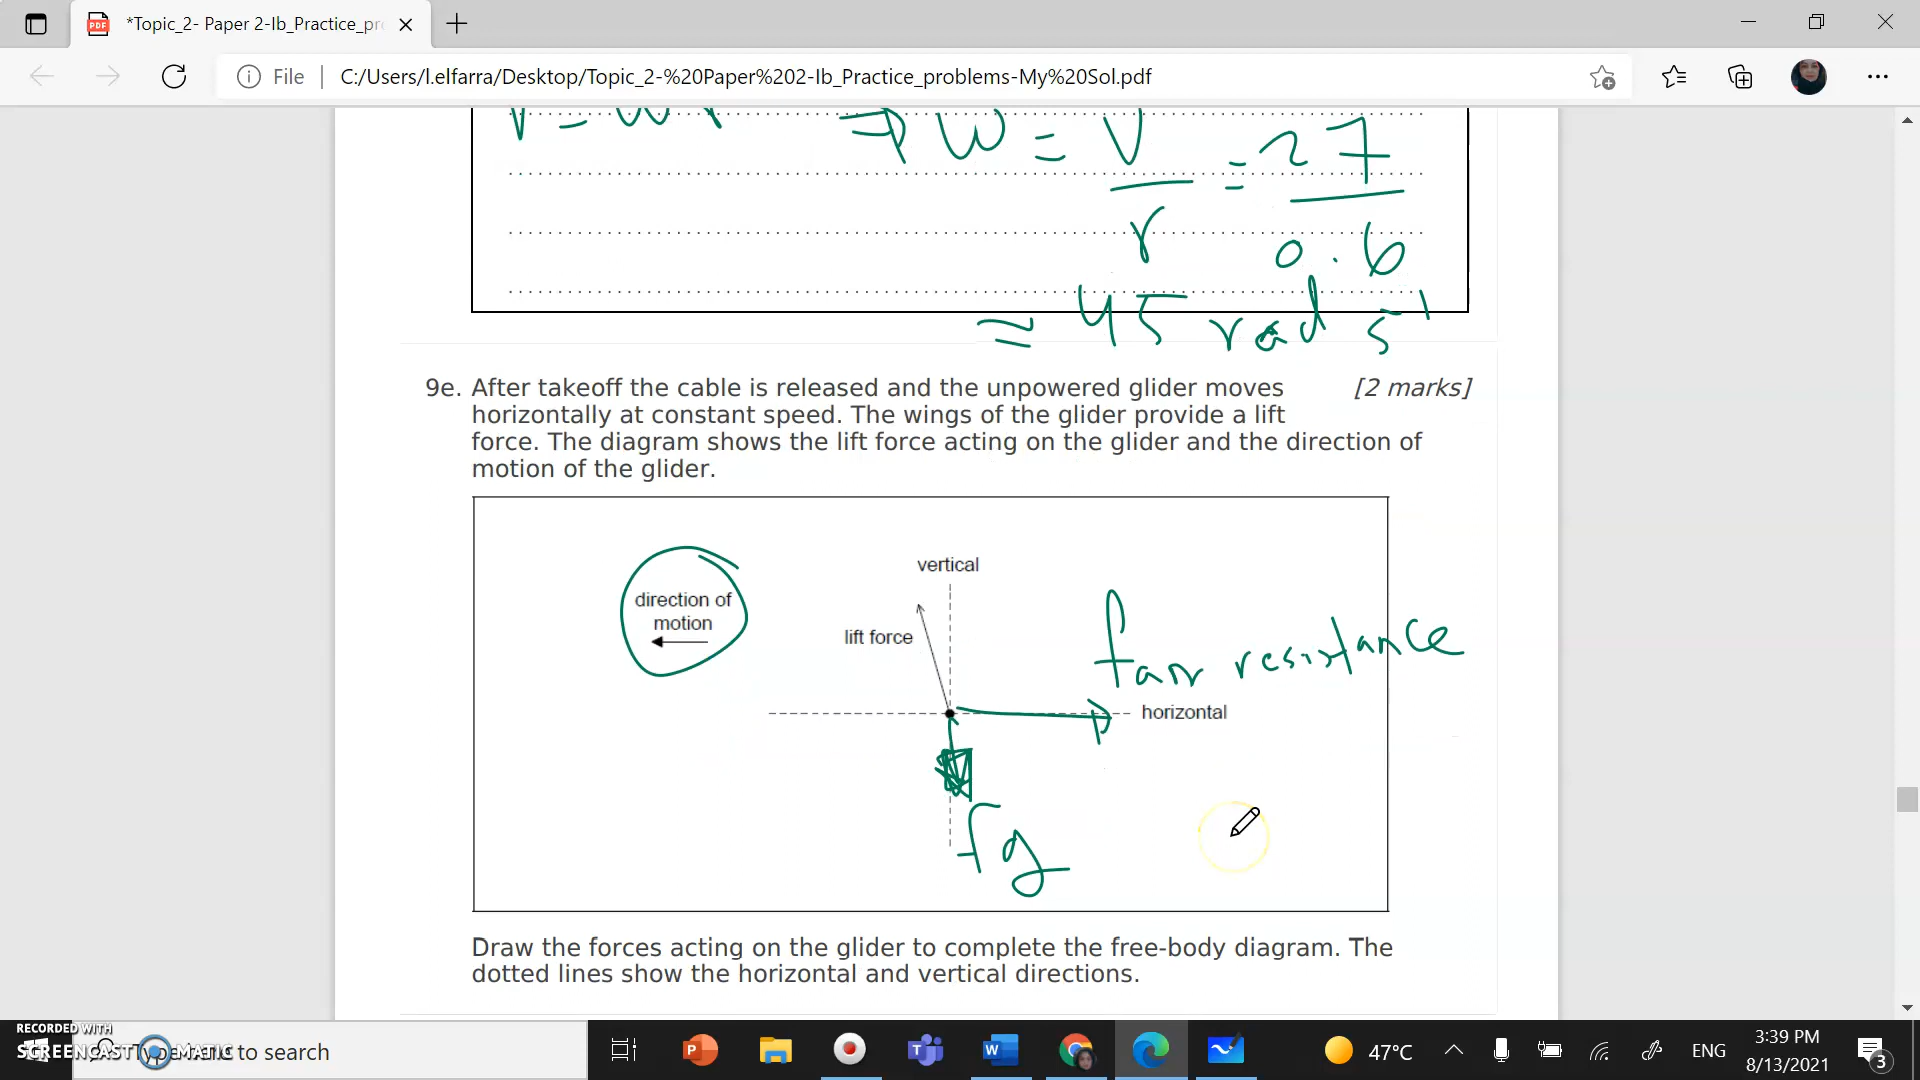 *Topic_2- Paper 2-Ib_Practice_pr
File C:/Users/l.elfarra/Desktop/Topic_2-%20Paper%202-Ib_Practice_problems-My%20Sol.pdf
V = W r ⇒ W = V/r = 27/0.6
≅ 45 rad s⁻¹
9e. After takeoff the cable is released and the unpowered glider moves [2 marks]
horizontally at constant speed. The wings of the glider provide a lift
force. The diagram shows the lift force acting on the glider and the direction of
motion of the glider.
vertical
direction of
motion
lift force
fair resistance
horizontal
Fg
Draw the forces acting on the glider to complete the free-body diagram. The
dotted lines show the horizontal and vertical directions.
RECORDED WITH
SCREENCAST MATIC
Type here to search
47°C
ENG
3:39 PM
8/13/2021
3